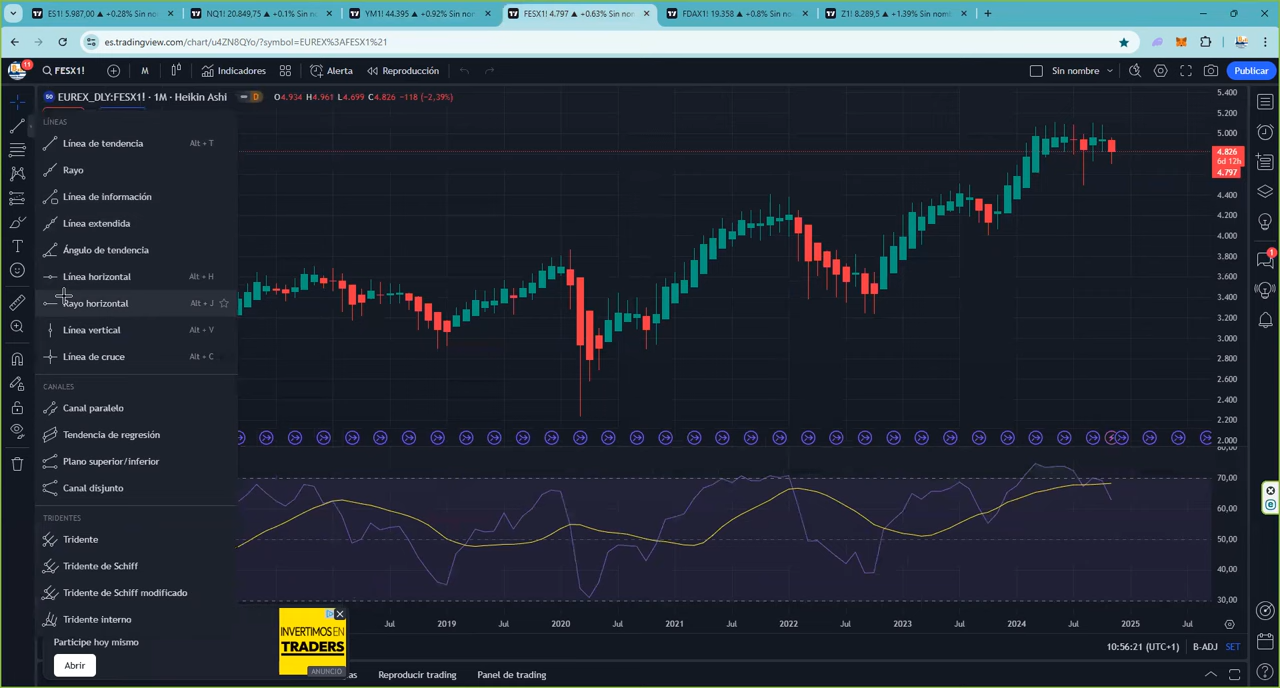 ES1! 5.987,00 ▲ +0.28% Sin nom
NQ1! 20.849,75 ▲ +0.1% Sin nom
YM1! 44.395 ▲ +0.92% Sin nom
FESX1! 4.797 ▲ +0.63% Sin nom
FDAX1! 19.358 ▲ +0.8% Sin nom
Z1! 8.289,5 ▲ +1.39% Sin nom
es.tradingview.com/chart/u4ZN8QYo/?symbol=EUREX%3AFESX1%21
11
FESX1!
M
Indicadores
Alerta
Reproducción
Sin nombre
Publicar
50
EUREX_DLY:FESX1! · 1M · Heikin Ashi
D
O4.934 H4.961 L4.699 C4.826 −118 (−2,39%)
LÍNEAS
Línea de tendencia Alt + T
Rayo
Línea de información
Línea extendida
Ángulo de tendencia
Línea horizontal Alt + H
Rayo horizontal Alt + J
Línea vertical Alt + V
Línea de cruce Alt + C
CANALES
Canal paralelo
Tendencia de regresión
Plano superior/inferior
Canal disjunto
TRIDENTES
Tridente
Tridente de Schiff
Tridente de Schiff modificado
Tridente interno
5.400
5.200
5.000
4.826
6d 12h
4.797
4.400
4.200
4.000
3.800
3.600
3.400
3.200
3.000
2.800
2.600
2.400
2.200
2.000
80,00
70,00
60,00
50,00
40,00
30,00
1
Jul 2019 Jul 2020 Jul 2021 Jul 2022 Jul 2023 Jul 2024 Jul 2025 Jul
Participe hoy mismo
Abrir
INVERTIMOS EN
TRADERS
ANUNCIO
10:56:21 (UTC+1) B-ADJ SET
as
Reproducir trading
Panel de trading